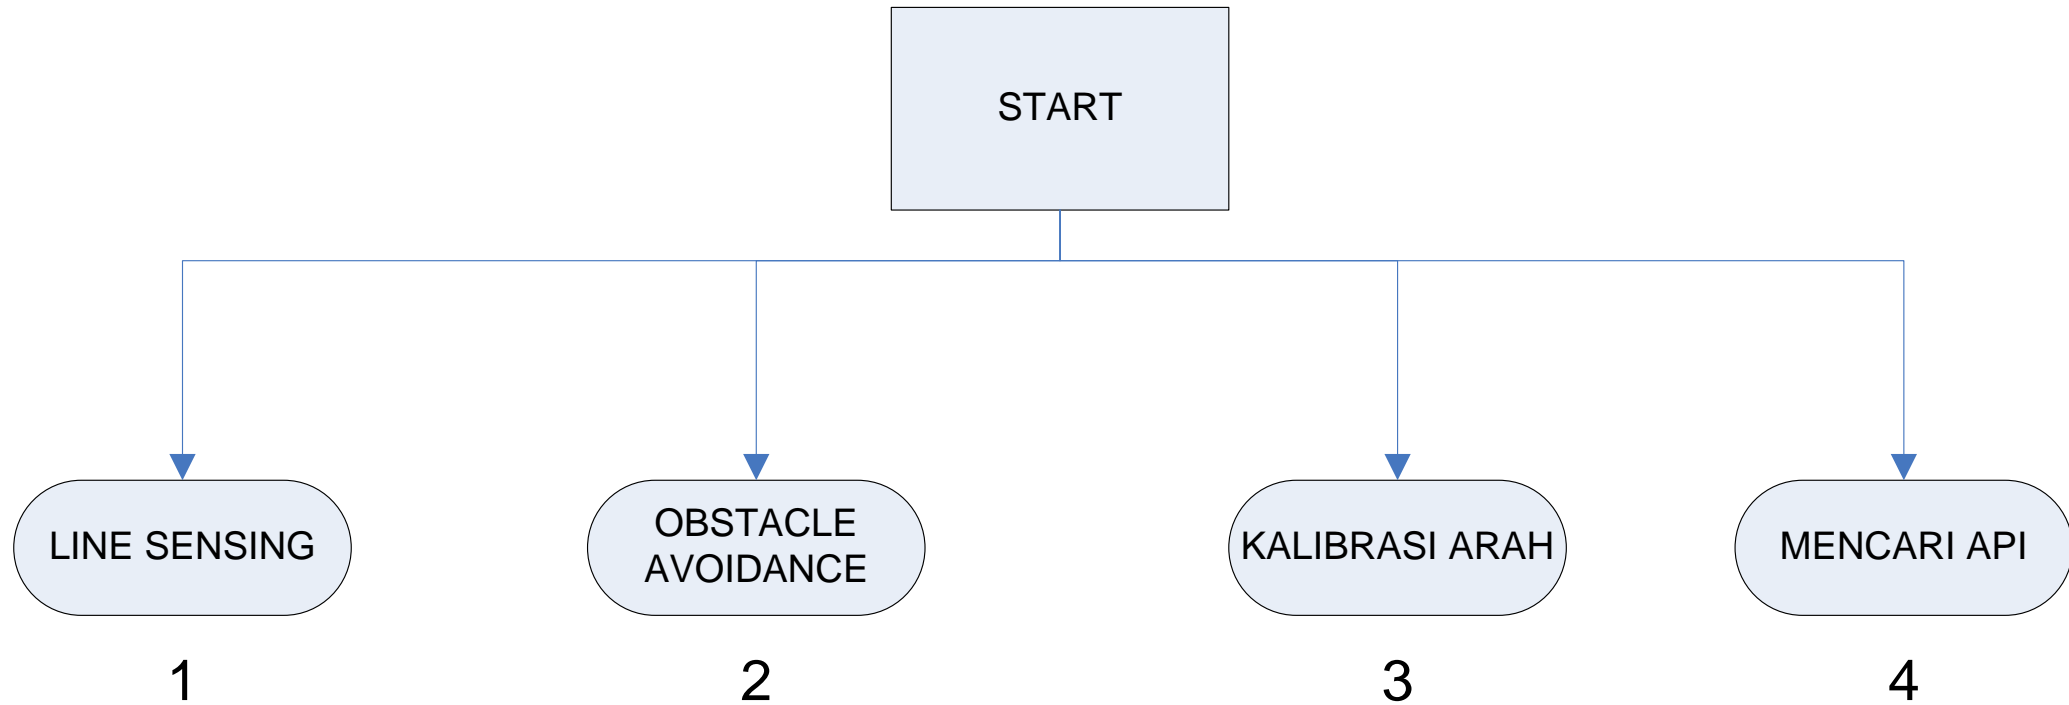 START
LINE SENSING
OBSTACLE
AVOIDANCE
KALIBRASI ARAH
MENCARI API
1
2
3
4